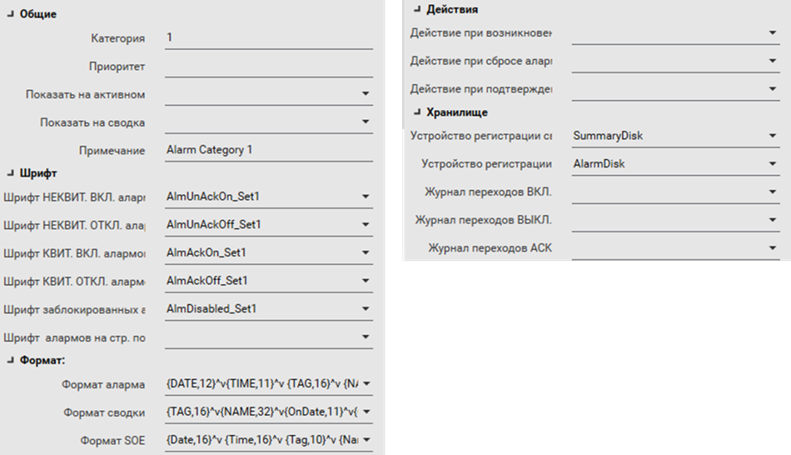 Общие
Категория 1
Приоритет
Показать на активном
Показать на сводка
Примечание Alarm Category 1
Шрифт
Шрифт НЕКВИТ. ВКЛ. аларм AlmUnAckOn_Set1
Шрифт НЕКВИТ. ОТКЛ. ала AlmUnAckOff_Set1
Шрифт КВИТ. ВКЛ. алармо AlmAckOn_Set1
Шрифт КВИТ. ОТКЛ. аларм AlmAckOff_Set1
Шрифт заблокированных а AlmDisabled_Set1
Шрифт алармов на стр. по
Формат:
Формат аларма {DATE,12}^v{TIME,11}^v {TAG,16}^v {NA
Формат сводки {TAG,16}^v{NAME,32}^v{OnDate,11}^v{
Формат SOE {Date,16}^v {Time,16}^v {Tag,10}^v {Nai
Действия
Действие при возникновен
Действие при сбросе алар
Действие при подтвержде
Хранилище
Устройство регистрации св SummaryDisk
Устройство регистрации AlarmDisk
Журнал переходов ВКЛ.
Журнал переходов ВЫКЛ.
Журнал переходов АСК